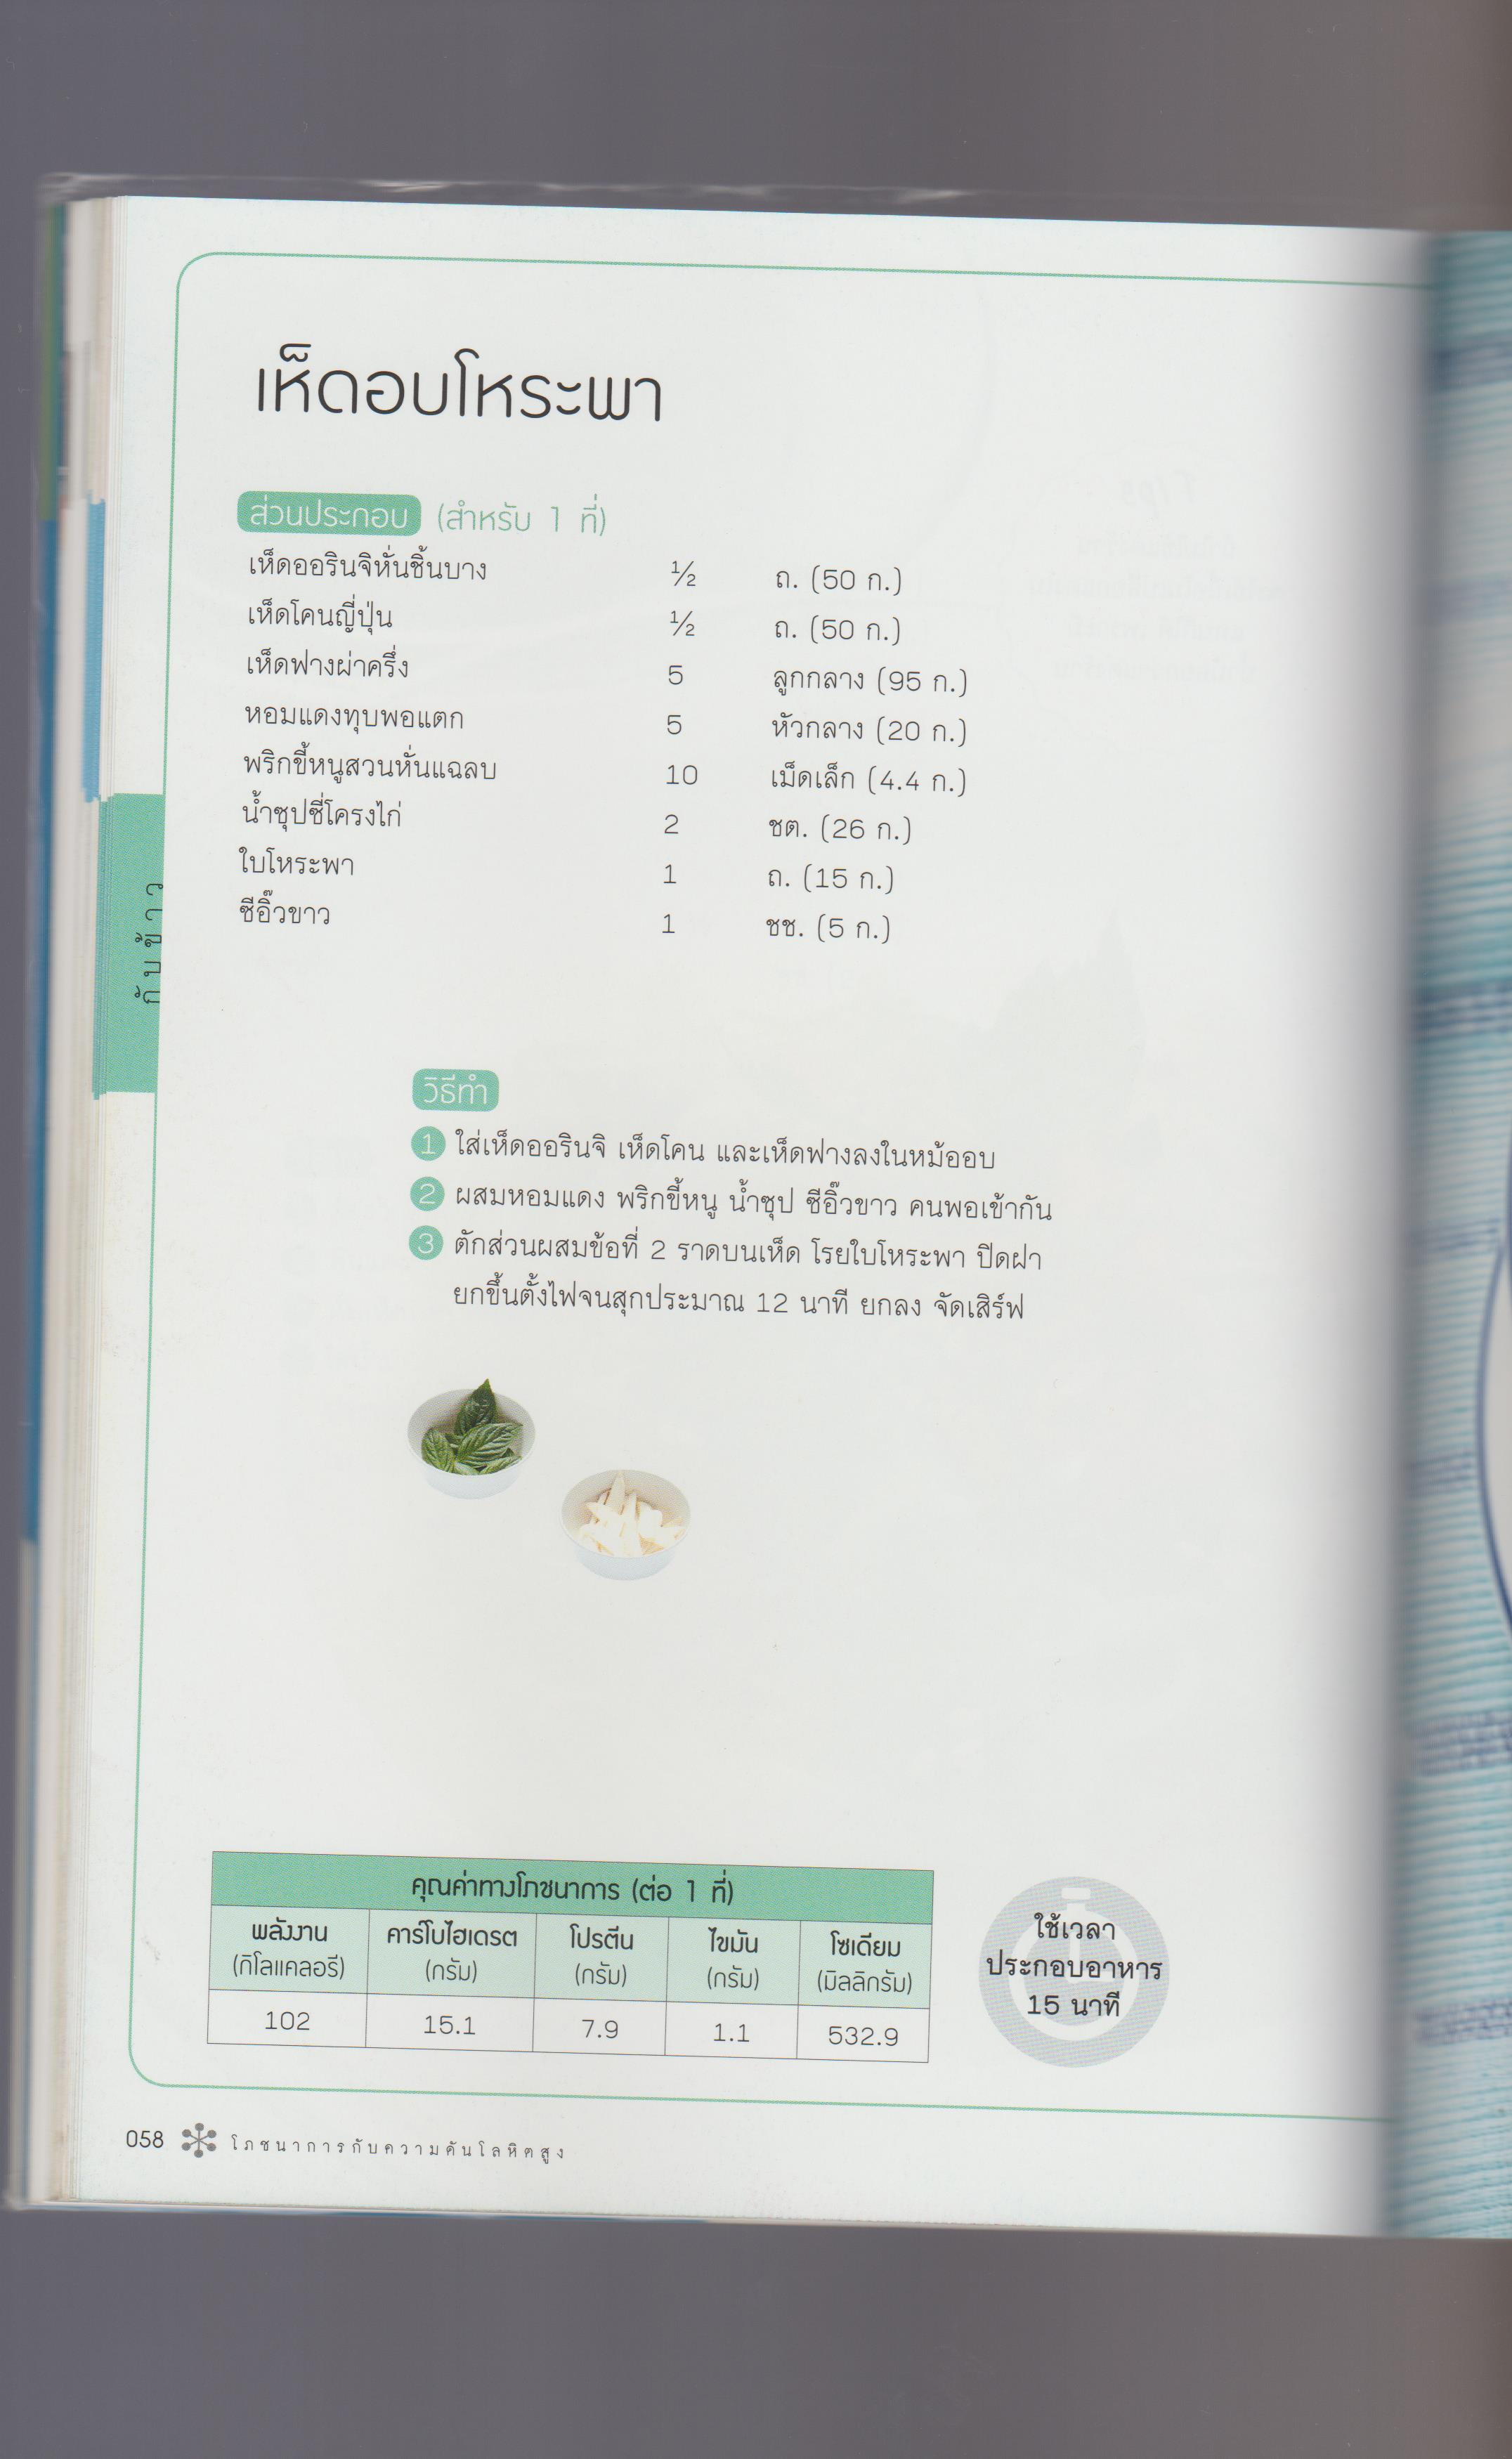 เห็ดอบโหระพา
ส่วนประกอบ (สำหรับ 1 ที่)
เห็ดออรินจิหั่นชิ้นบาง ½ ถ. (50 ก.)
เห็ดโคนญี่ปุ่น ½ ถ. (50 ก.)
เห็ดฟางผ่าครึ่ง 5 ลูกกลาง (95 ก.)
หอมแดงทุบพอแตก 5 หัวกลาง (20 ก.)
พริกขี้หนูสวนหั่นแฉลบ 10 เม็ดเล็ก (4.4 ก.)
น้ำซุปซี่โครงไก่ 2 ชต. (26 ก.)
ใบโหระพา 1 ถ. (15 ก.)
ซีอิ๊วขาว 1 ชช. (5 ก.)
กับข้าว
วิธีทำ
1 ใส่เห็ดออรินจิ เห็ดโคน และเห็ดฟางลงในหม้ออบ
2 ผสมหอมแดง พริกขี้หนู น้ำซุป ซีอิ๊วขาว คนพอเข้ากัน
3 ตักส่วนผสมข้อที่ 2 ราดบนเห็ด โรยใบโหระพา ปิดฝา
ยกขึ้นตั้งไฟจนสุกประมาณ 12 นาที ยกลง จัดเสิร์ฟ
คุณค่าทางโภชนาการ (ต่อ 1 ที่)
พลังงาน คาร์โบไฮเดรต โปรตีน ไขมัน โซเดียม
(กิโลแคลอรี) (กรัม) (กรัม) (กรัม) (มิลลิกรัม)
102 15.1 7.9 1.1 532.9
ใช้เวลา
ประกอบอาหาร
15 นาที
058 โภชนาการกับความดันโลหิตสูง